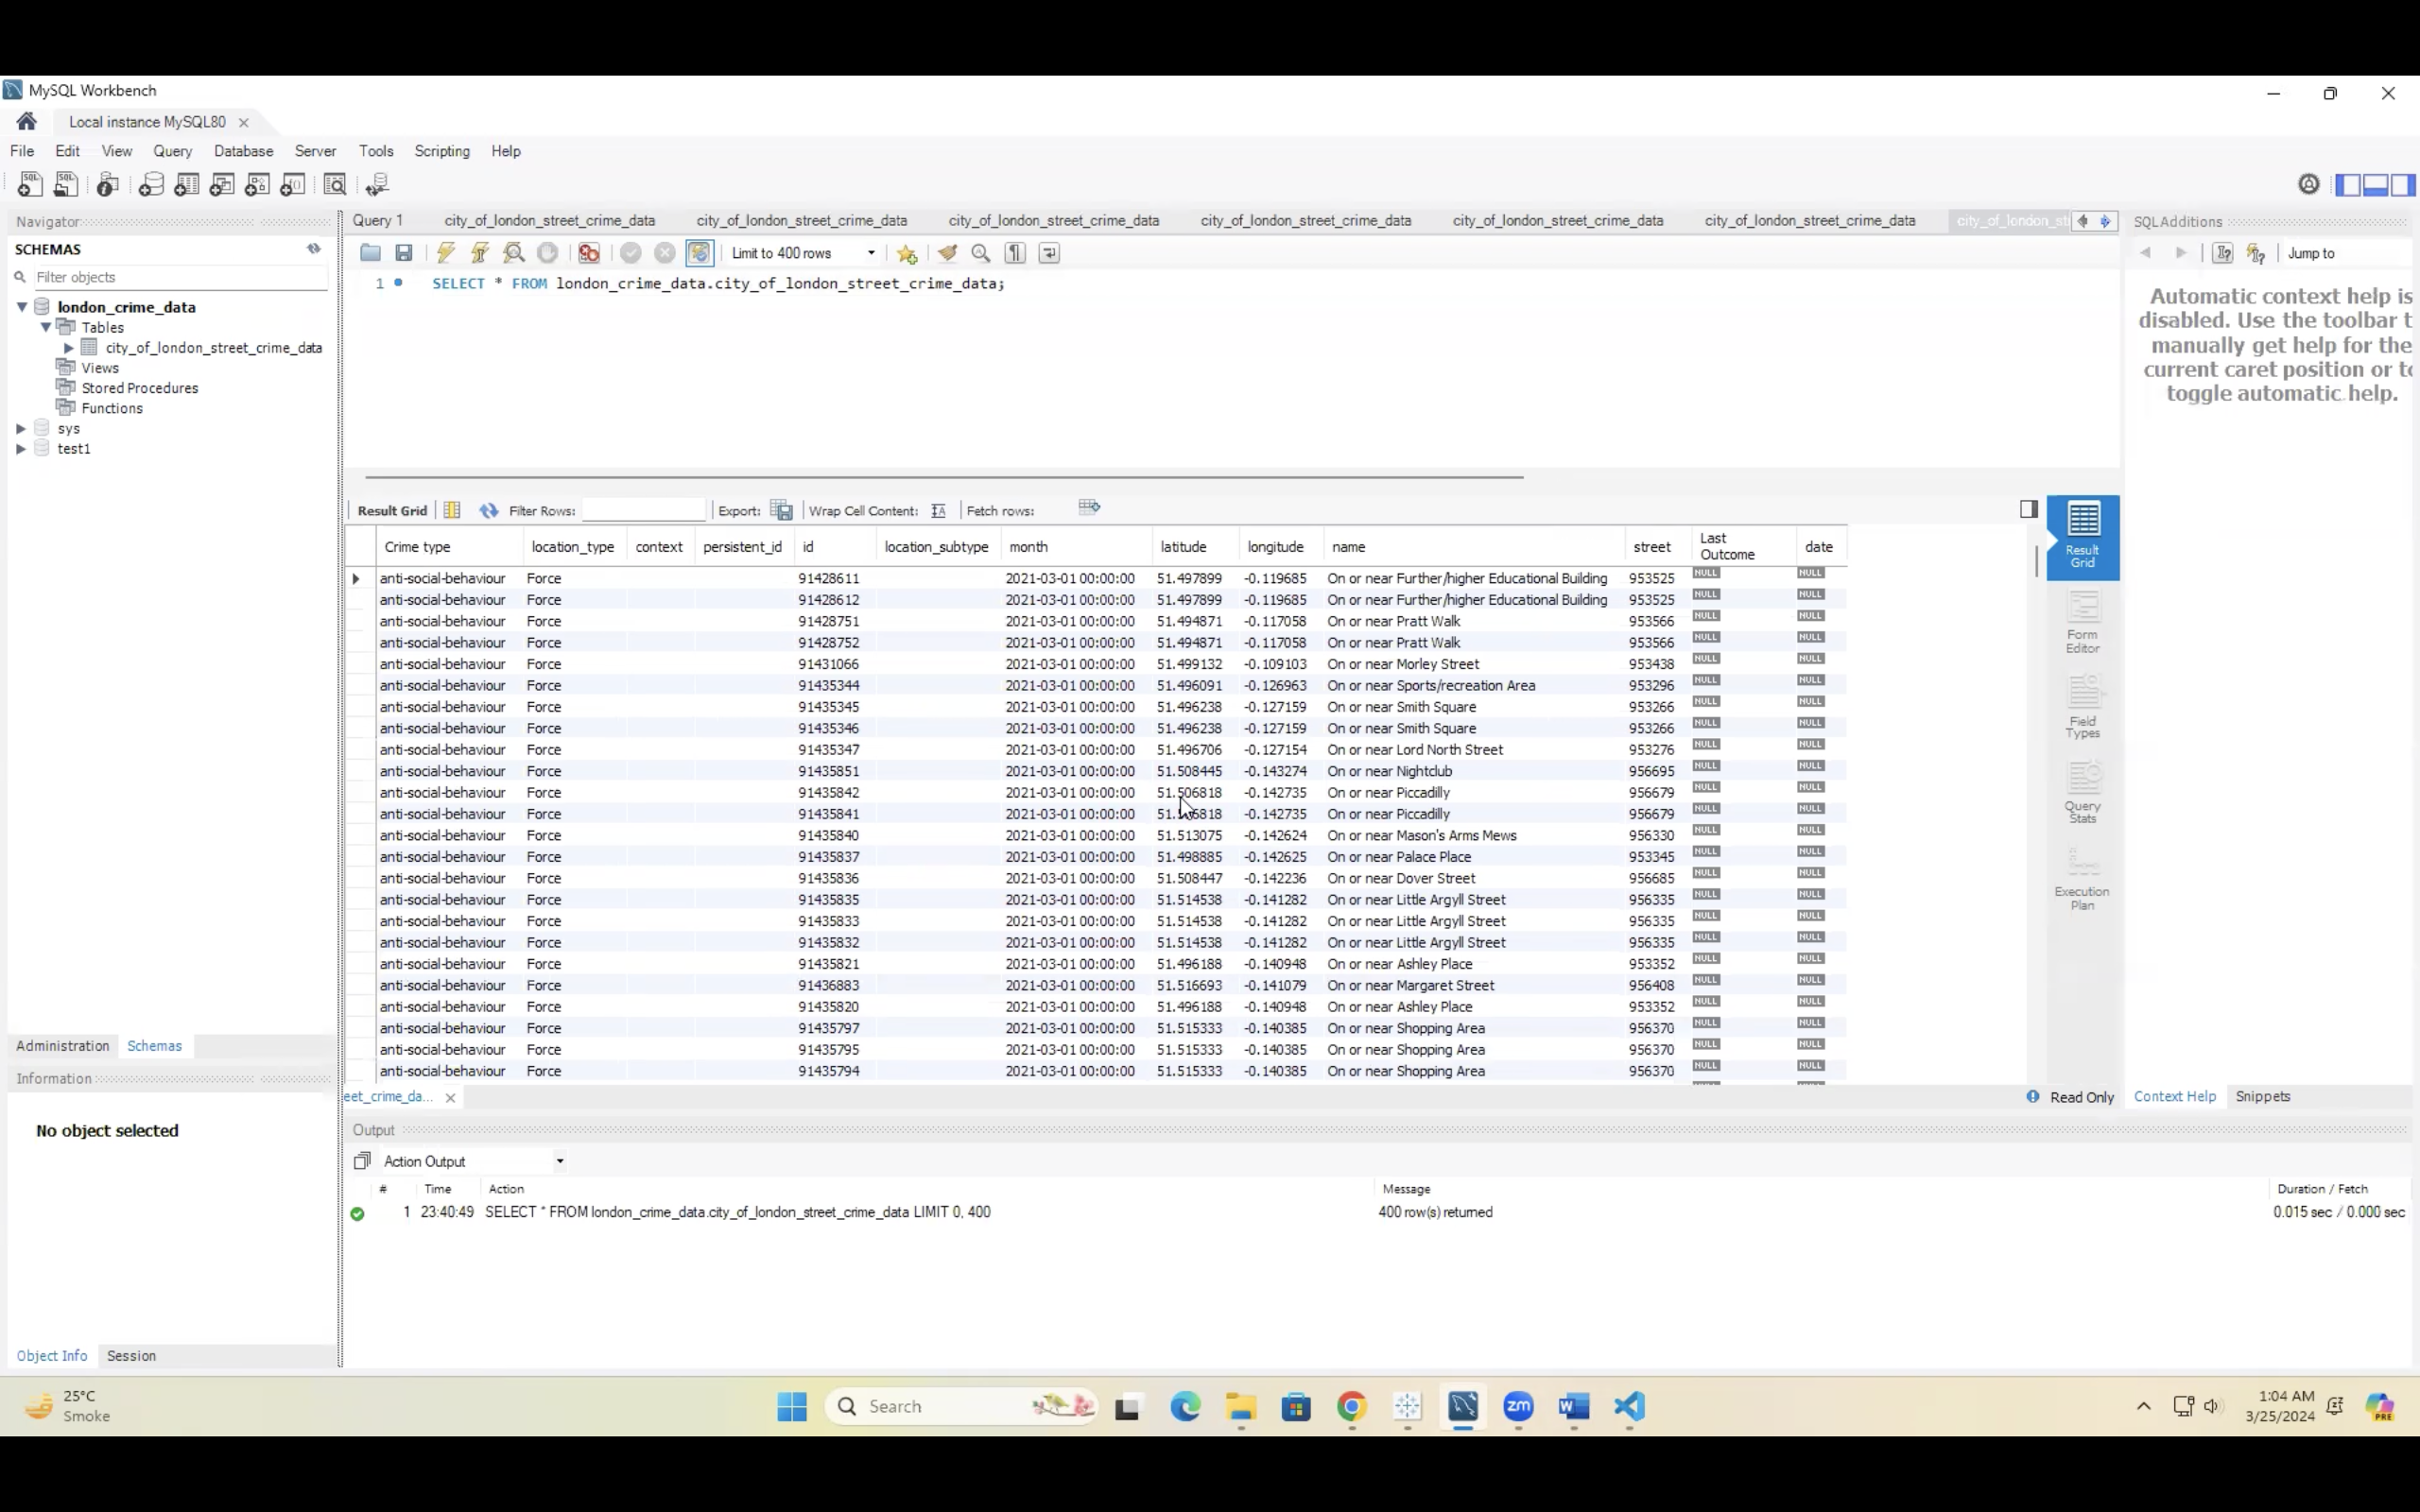 MySQL Workbench
Local instance MySQL80
File Edit View Query Database Server Tools Scripting Help
Navigator
SCHEMAS
Filter objects
london_crime_data
Tables
city_of_london_street_crime_data
Views
Stored Procedures
Functions
sys
test1
Administration Schemas
Information
No object selected
Object Info Session
Query 1 city_of_london_street_crime_data city_of_london_street_crime_data city_of_london_street_crime_data city_of_london_street_crime_data city_of_london_street_crime_data city_of_london_street_crime_data city_of_london_st
Limit to 400 rows
1 SELECT * FROM london_crime_data.city_of_london_street_crime_data;
Result Grid Filter Rows: Export: Wrap Cell Content: Fetch rows:
Crime type location_type context persistent_id id location_subtype month latitude longitude name street Last Outcome date
anti-social-behaviour Force 91428611 2021-03-01 00:00:00 51.497899 -0.119685 On or near Further/higher Educational Building 953525 NULL NULL
anti-social-behaviour Force 91428612 2021-03-01 00:00:00 51.497899 -0.119685 On or near Further/higher Educational Building 953525 NULL NULL
anti-social-behaviour Force 91428751 2021-03-01 00:00:00 51.494871 -0.117058 On or near Pratt Walk 953566 NULL NULL
anti-social-behaviour Force 91428752 2021-03-01 00:00:00 51.494871 -0.117058 On or near Pratt Walk 953566 NULL NULL
anti-social-behaviour Force 91431066 2021-03-01 00:00:00 51.499132 -0.109103 On or near Morley Street 953438 NULL NULL
anti-social-behaviour Force 91435344 2021-03-01 00:00:00 51.496091 -0.126963 On or near Sports/recreation Area 953296 NULL NULL
anti-social-behaviour Force 91435345 2021-03-01 00:00:00 51.496238 -0.127159 On or near Smith Square 953266 NULL NULL
anti-social-behaviour Force 91435346 2021-03-01 00:00:00 51.496238 -0.127159 On or near Smith Square 953266 NULL NULL
anti-social-behaviour Force 91435347 2021-03-01 00:00:00 51.496706 -0.127154 On or near Lord North Street 953276 NULL NULL
anti-social-behaviour Force 91435851 2021-03-01 00:00:00 51.508445 -0.143274 On or near Nightclub 956695 NULL NULL
anti-social-behaviour Force 91435842 2021-03-01 00:00:00 51.506818 -0.142735 On or near Piccadilly 956679 NULL NULL
anti-social-behaviour Force 91435841 2021-03-01 00:00:00 -0.142735 On or near Piccadilly 956679 NULL NULL
anti-social-behaviour Force 91435840 2021-03-01 00:00:00 51.513075 -0.142624 On or near Mason's Arms Mews 956330 NULL NULL
anti-social-behaviour Force 91435837 2021-03-01 00:00:00 51.498885 -0.142625 On or near Palace Place 953345 NULL NULL
anti-social-behaviour Force 91435836 2021-03-01 00:00:00 51.508447 -0.142236 On or near Dover Street 956685 NULL NULL
anti-social-behaviour Force 91435835 2021-03-01 00:00:00 51.514538 -0.141282 On or near Little Argyll Street 956335 NULL NULL
anti-social-behaviour Force 91435833 2021-03-01 00:00:00 51.514538 -0.141282 On or near Little Argyll Street 956335 NULL NULL
anti-social-behaviour Force 91435832 2021-03-01 00:00:00 51.514538 -0.141282 On or near Little Argyll Street 956335 NULL NULL
anti-social-behaviour Force 91435821 2021-03-01 00:00:00 51.496188 -0.140948 On or near Ashley Place 953352 NULL NULL
anti-social-behaviour Force 91436883 2021-03-01 00:00:00 51.516693 -0.141079 On or near Margaret Street 956408 NULL NULL
anti-social-behaviour Force 91435820 2021-03-01 00:00:00 51.496188 -0.140948 On or near Ashley Place 953352 NULL NULL
anti-social-behaviour Force 91435797 2021-03-01 00:00:00 51.515333 -0.140385 On or near Shopping Area 956370 NULL NULL
anti-social-behaviour Force 91435795 2021-03-01 00:00:00 51.515333 -0.140385 On or near Shopping Area 956370 NULL NULL
anti-social-behaviour Force 91435794 2021-03-01 00:00:00 51.515333 -0.140385 On or near Shopping Area 956370 NULL NULL
eet_crime_da... Read Only
Result Grid
Form Editor
Field Types
Query Stats
Execution Plan
SQLAdditions
Jump to
Automatic context help is
disabled. Use the toolbar t
manually get help for the
current caret position or to
toggle automatic help.
Context Help Snippets
Output
Action Output
# Time Action Message Duration / Fetch
1 23:40:49 SELECT * FROM london_crime_data.city_of_london_street_crime_data LIMIT 0, 400 400 row(s) returned 0.015 sec / 0.000 sec
25°C
Smoke
Search
zm
W
PRE
1:04 AM
3/25/2024